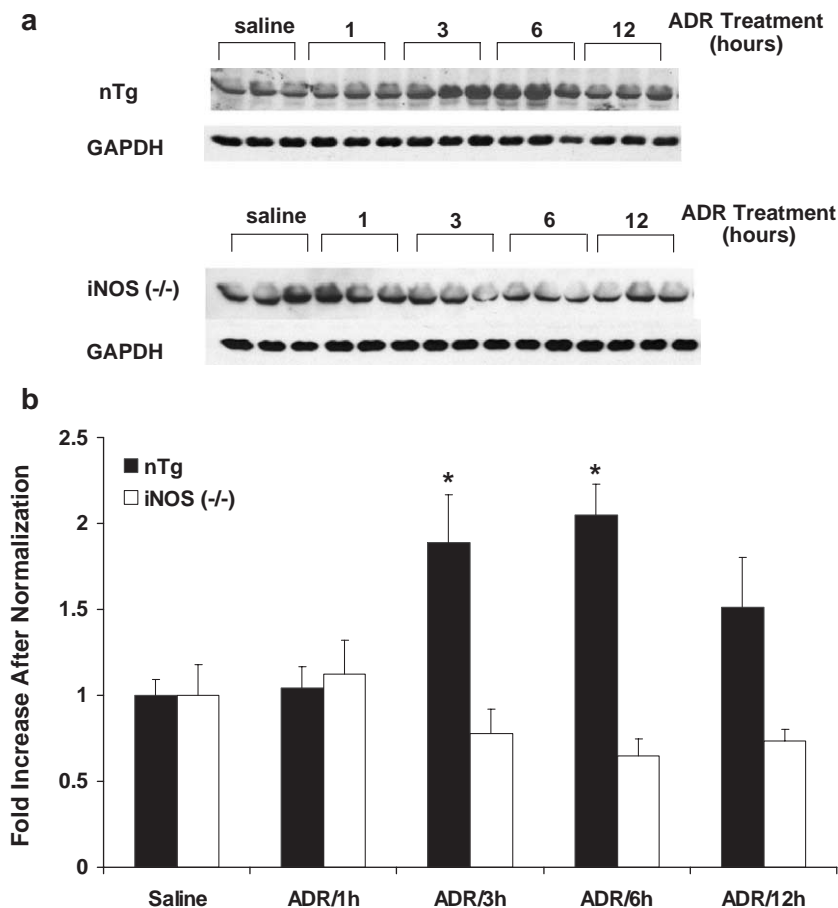 a
saline 1 3 6 12 ADR Treatment
(hours)
nTg
GAPDH
saline 1 3 6 12 ADR Treatment
(hours)
iNOS (-/-)
GAPDH
b
Fold Increase After Normalization
2.5
2
1.5
1
0.5
0
nTg
iNOS (-/-)
*
*
Saline ADR/1h ADR/3h ADR/6h ADR/12h